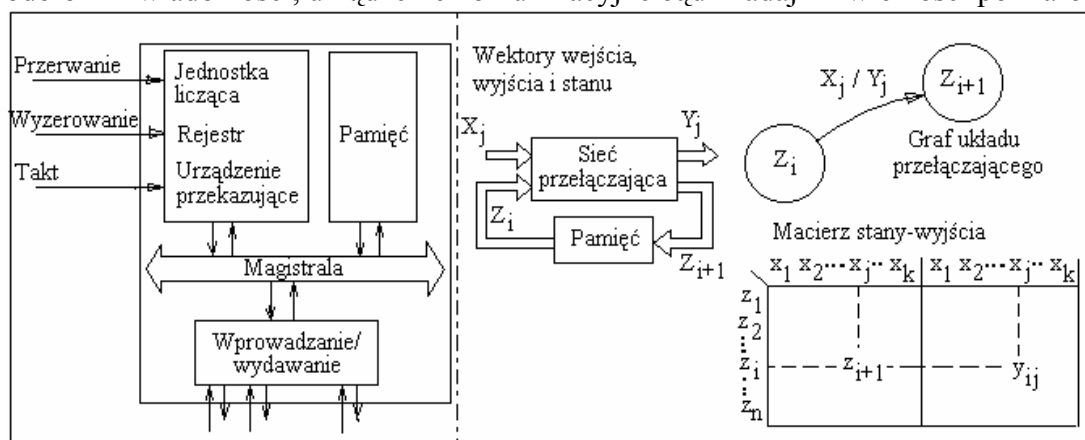 Przerwanie
Wyzerowanie
Takt
Jednostka
licząca
Rejestr
Urządzenie
przekazujące
Pamięć
Magistrala
Wprowadzanie/
wydawanie
Wektory wejścia,
wyjścia i stanu
X_j
Y_j
Sieć
przełączająca
Z_i
Pamięć
Z_{i+1}
X_j / Y_j
Z_{i+1}
Z_i
Graf układu
przełączającego
Macierz stany-wyjścia
x_1 x_2 ... x_j .. x_k x_1 x_2 ... x_j .. x_k
z_1
z_2
z_i z_{i+1} y_{ij}
z_n